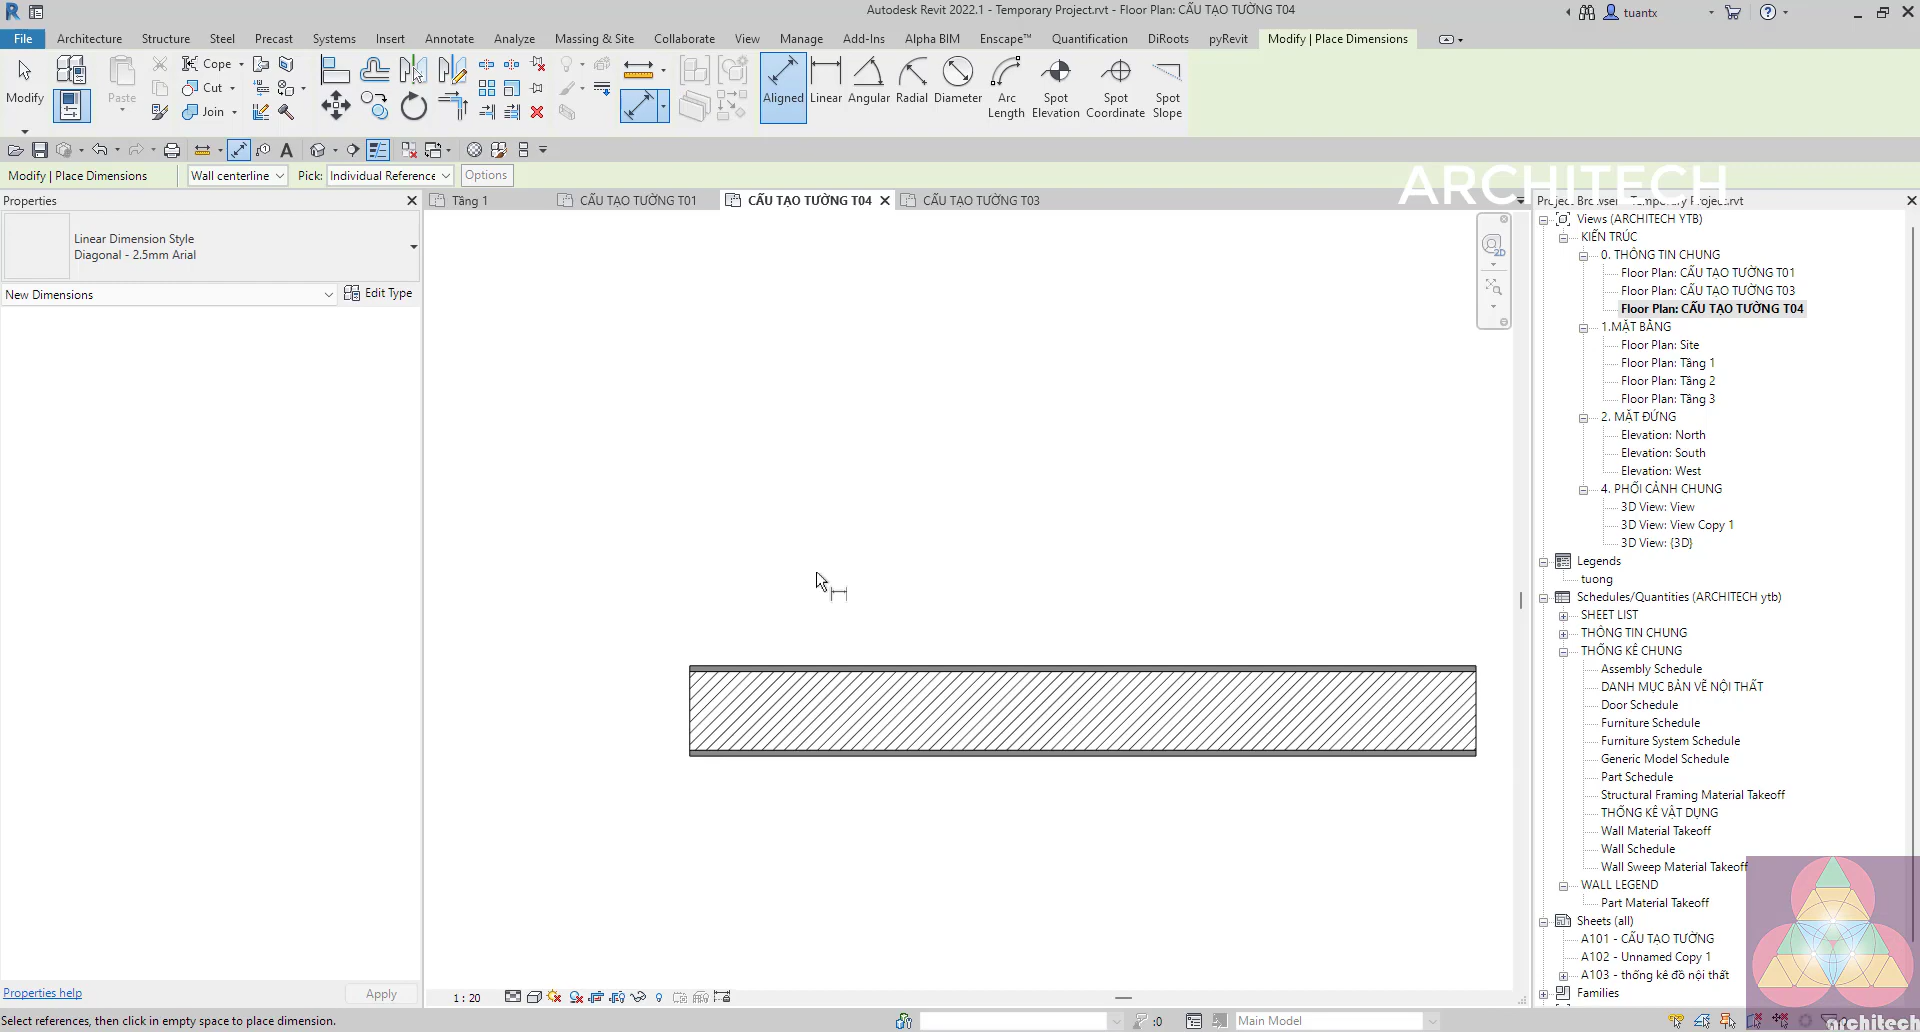 Autodesk Revit 2022.1 - Temporary Project.rvt - Floor Plan: CẤU TẠO TƯỜNG T04
tuantx
File Architecture Structure Steel Precast Systems Insert Annotate Analyze Massing & Site Collaborate View Manage Add-Ins Alpha BIM Enscape™ Quantification DiRoots pyRevit Modify | Place Dimensions
Modify
Paste
Cope
Cut
Join
Aligned
Linear
Angular
Radial
Diameter
Arc
Length
Spot
Elevation
Spot
Coordinate
Spot
Slope
Modify | Place Dimensions Wall centerline Pick: Individual Reference Options
ARCHITECH
Properties
Tầng 1 CẤU TẠO TƯỜNG T01 CẤU TẠO TƯỜNG T04 CẤU TẠO TƯỜNG T03
Linear Dimension Style
Diagonal - 2.5mm Arial
New Dimensions Edit Type
2D
Properties help Apply
1 : 20
Select references, then click in empty space to place dimension.
:0 Main Model
Project Browser - Temporary Project.rvt
Views (ARCHITECH YTB)
KIẾN TRÚC
0. THÔNG TIN CHUNG
Floor Plan: CẤU TẠO TƯỜNG T01
Floor Plan: CẤU TẠO TƯỜNG T03
Floor Plan: CẤU TẠO TƯỜNG T04
1.MẶT BẰNG
Floor Plan: Site
Floor Plan: Tầng 1
Floor Plan: Tầng 2
Floor Plan: Tầng 3
2. MẶT ĐỨNG
Elevation: North
Elevation: South
Elevation: West
4. PHỐI CẢNH CHUNG
3D View: View
3D View: View Copy 1
3D View: {3D}
Legends
tuong
Schedules/Quantities (ARCHITECH ytb)
SHEET LIST
THÔNG TIN CHUNG
THỐNG KÊ CHUNG
Assembly Schedule
DANH MỤC BẢN VẼ NỘI THẤT
Door Schedule
Furniture Schedule
Furniture System Schedule
Generic Model Schedule
Part Schedule
Structural Framing Material Takeoff
THỐNG KÊ VẬT DỤNG
Wall Material Takeoff
Wall Schedule
Wall Sweep Material Takeoff
WALL LEGEND
Part Material Takeoff
Sheets (all)
A101 - CẤU TẠO TƯỜNG
A102 - Unnamed Copy 1
A103 - thống kê đồ nội thất
Families
architech